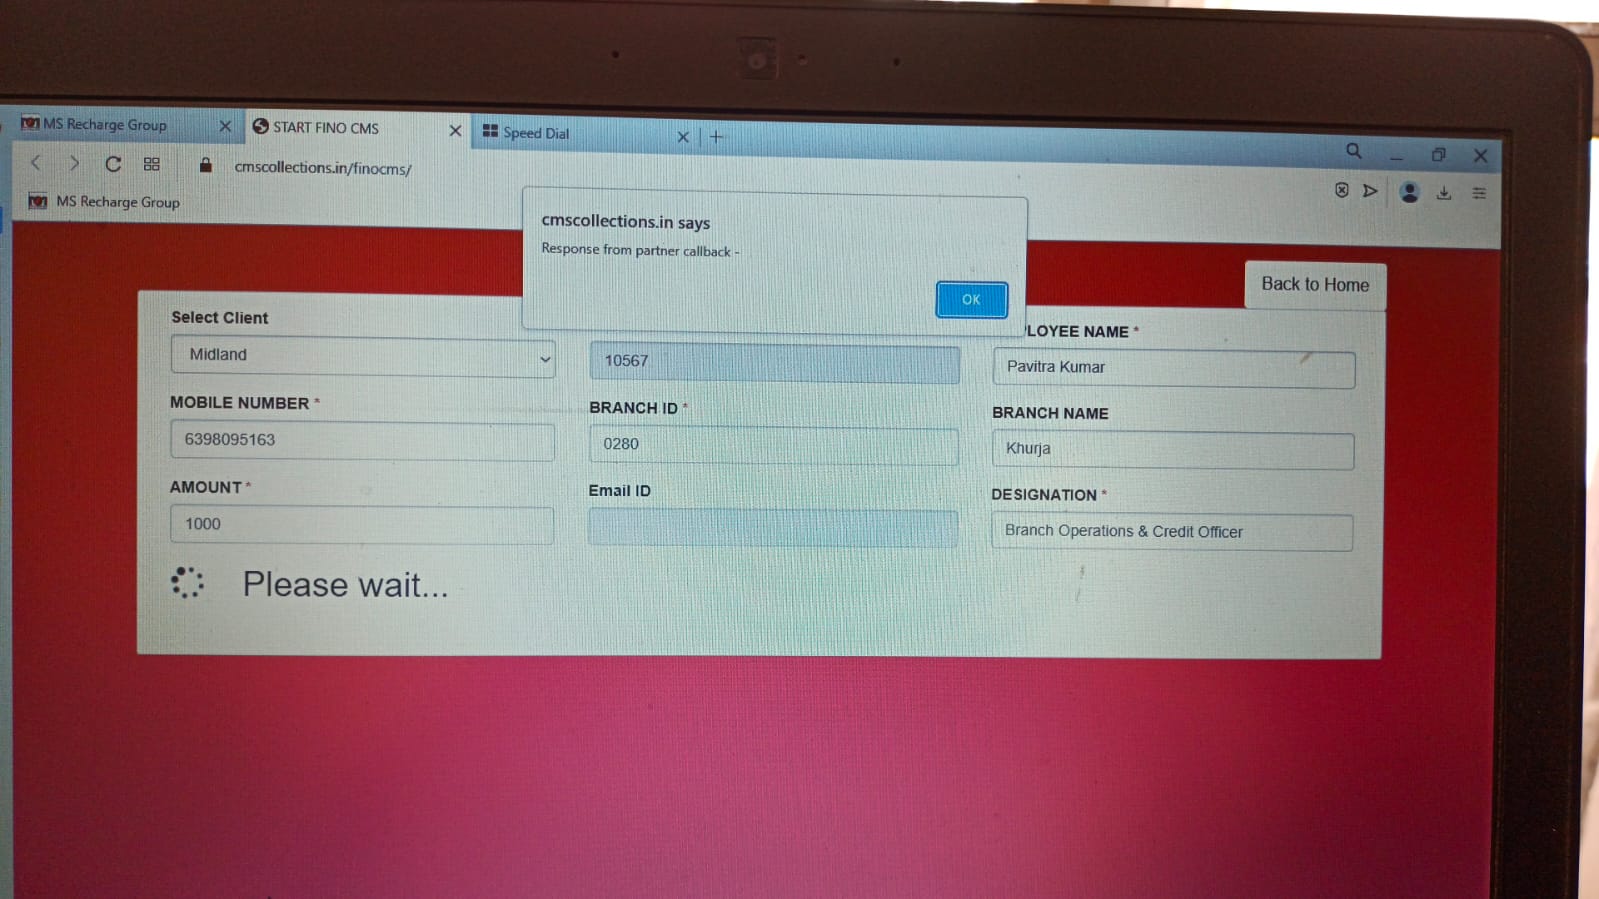 MS Recharge Group
START FINO CMS
Speed Dial
cmscollections.in/finocms/
MS Recharge Group
cmscollections.in says
Response from partner callback -
OK
Back to Home
Select Client
LOYEE NAME *
Midland
10567
Pavitra Kumar
MOBILE NUMBER *
BRANCH ID *
BRANCH NAME
6398095163
0280
Khurja
AMOUNT *
Email ID
DESIGNATION *
1000
Branch Operations & Credit Officer
Please wait...